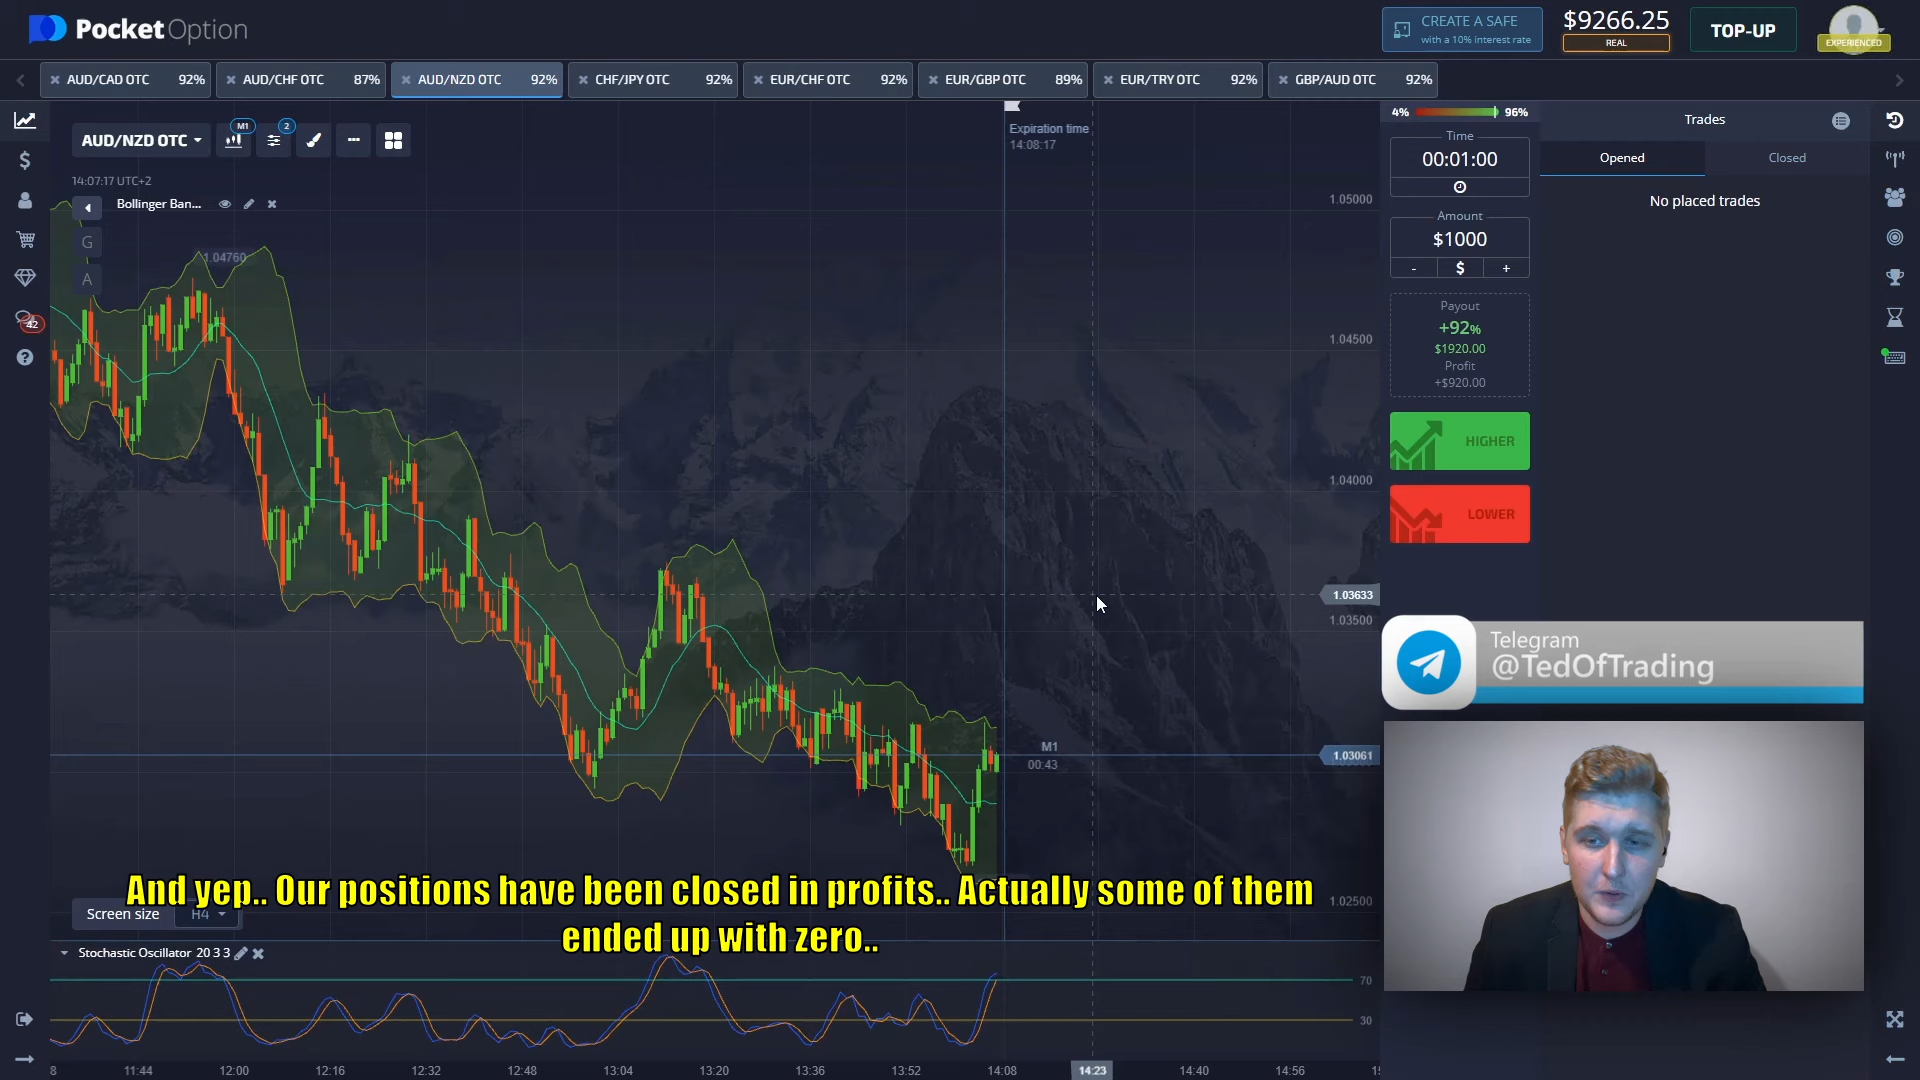 PocketOption
CREATE A SAFE
with a 10% interest rate
$9266.25
REAL
TOP-UP
EXPERIENCED
AUD/CAD OTC 92%
AUD/CHF OTC 87%
AUD/NZD OTC 92%
CHF/JPY OTC 92%
EUR/CHF OTC 92%
EUR/GBP OTC 89%
EUR/TRY OTC 92%
GBP/AUD OTC 92%
AUD/NZD OTC
M1
2
14:07:17 UTC+2
Bollinger Ban...
G
A
42
1.04760
Expiration time
14:08:17
1.05000
1.04500
1.04000
1.03633
1.03500
1.03061
1.02500
M1
00:43
4% 96%
Time
00:01:00
Amount
$1000
- $ +
Payout
+92%
$1920.00
Profit
+$920.00
HIGHER
LOWER
Trades
Opened Closed
No placed trades
Telegram
@TedOfTrading
And yep.. Our positions have been closed in profits.. Actually some of them
ended up with zero..
Screen size H4
Stochastic Oscillator 20 3 3
70
30
8 11:44 12:00 12:16 12:32 12:48 13:04 13:20 13:36 13:52 14:08 14:23 14:40 14:56 15